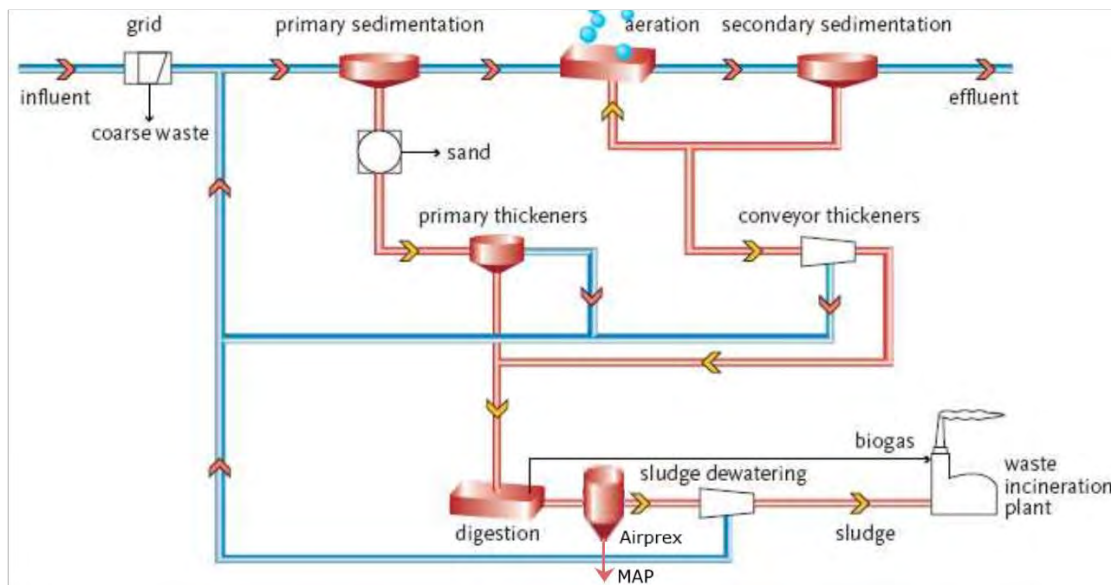 grid
primary sedimentation
aeration
secondary sedimentation
influent
effluent
coarse waste
sand
primary thickeners
conveyor thickeners
biogas
sludge dewatering
waste
incineration
plant
digestion
Airprex
sludge
MAP